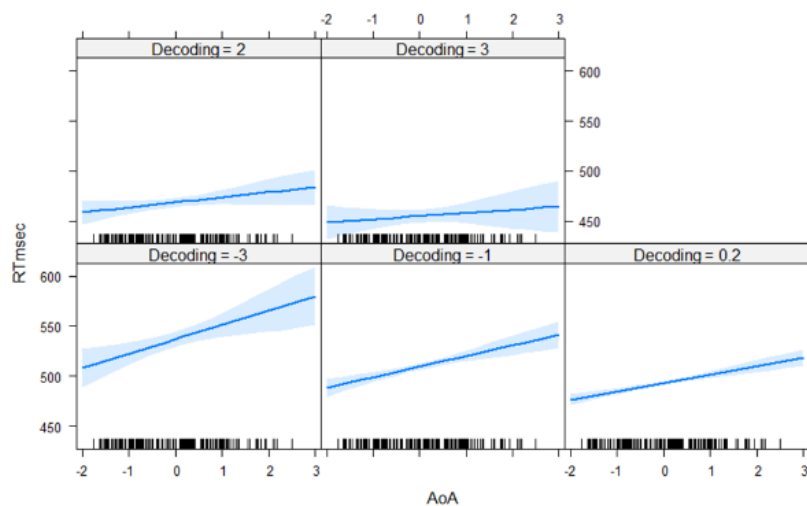 -2 -1 0 1 2 3
Decoding = 2 Decoding = 3
600
550
500
450
RTmsec
Decoding = -3 Decoding = -1 Decoding = 0.2
600
550
500
450
-2 -1 0 1 2 3 -2 -1 0 1 2 3
AoA